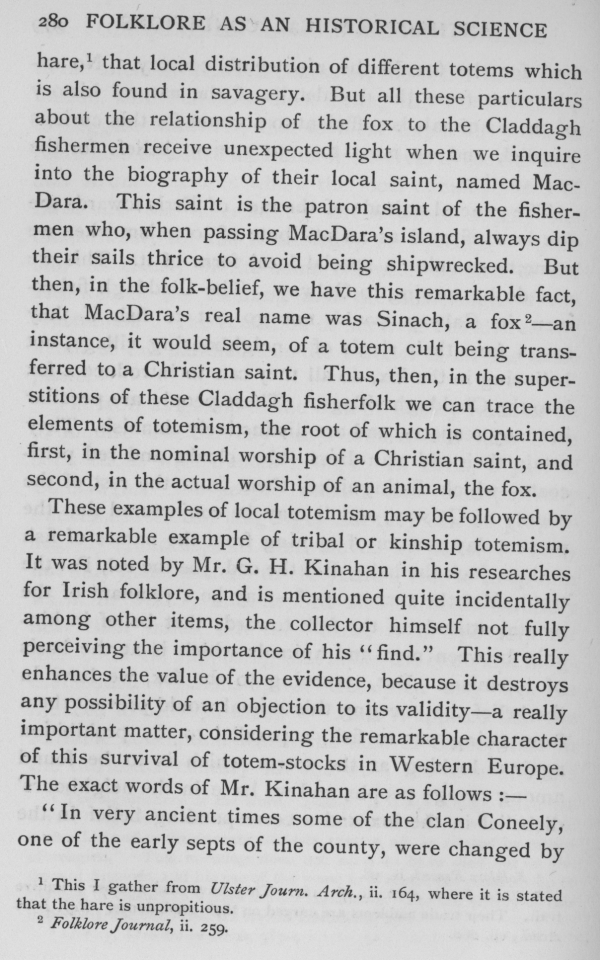 280 FOLKLORE AS AN HISTORICAL SCIENCE
hare,¹ that local distribution of different totems which
is also found in savagery. But all these particulars
about the relationship of the fox to the Claddagh
fishermen receive unexpected light when we inquire
into the biography of their local saint, named Mac-
Dara. This saint is the patron saint of the fisher-
men who, when passing MacDara's island, always dip
their sails thrice to avoid being shipwrecked. But
then, in the folk-belief, we have this remarkable fact,
that MacDara's real name was Sinach, a fox²—an
instance, it would seem, of a totem cult being trans-
ferred to a Christian saint. Thus, then, in the super-
stitions of these Claddagh fisherfolk we can trace the
elements of totemism, the root of which is contained,
first, in the nominal worship of a Christian saint, and
second, in the actual worship of an animal, the fox.
These examples of local totemism may be followed by
a remarkable example of tribal or kinship totemism.
It was noted by Mr. G. H. Kinahan in his researches
for Irish folklore, and is mentioned quite incidentally
among other items, the collector himself not fully
perceiving the importance of his "find." This really
enhances the value of the evidence, because it destroys
any possibility of an objection to its validity—a really
important matter, considering the remarkable character
of this survival of totem-stocks in Western Europe.
The exact words of Mr. Kinahan are as follows :—
"In very ancient times some of the clan Coneely,
one of the early septs of the county, were changed by
¹ This I gather from Ulster Journ. Arch., ii. 164, where it is stated
that the hare is unpropitious.
² Folklore Journal, ii. 259.